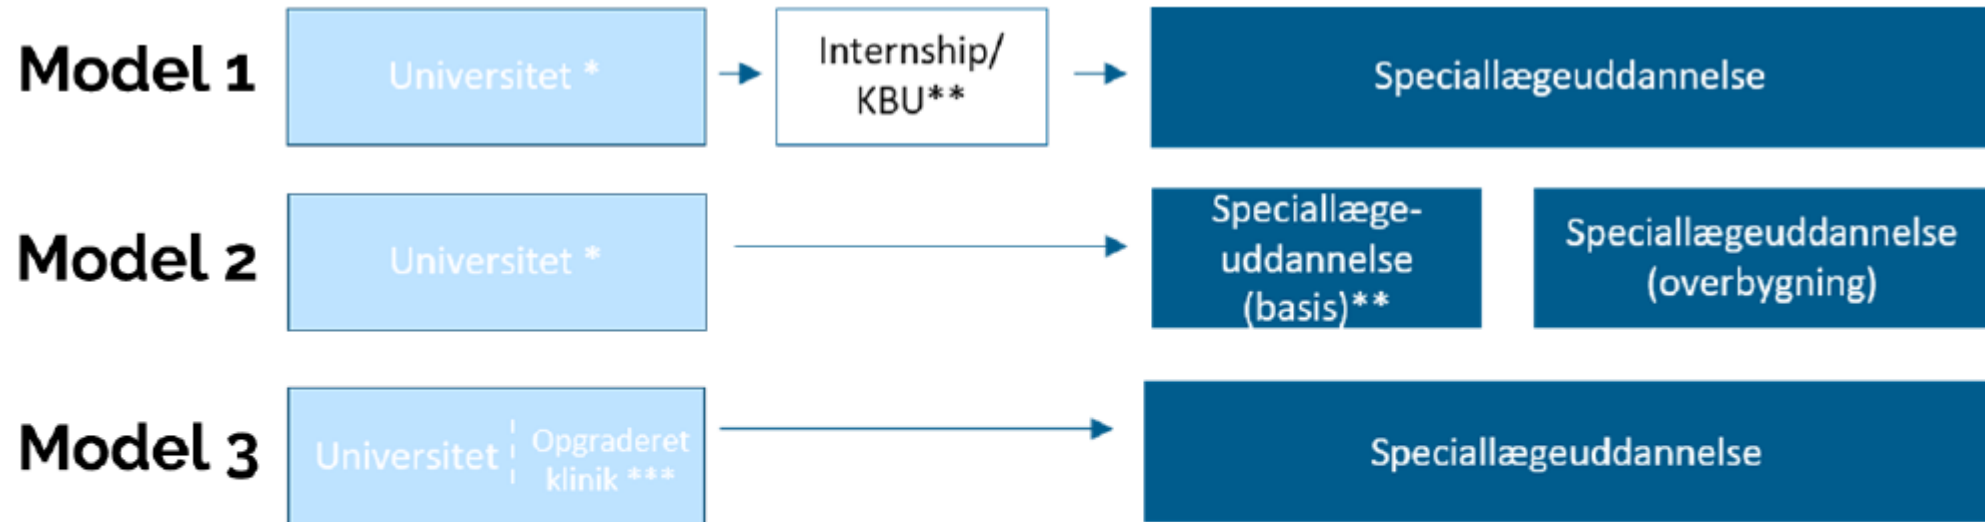 Model 1
Universitet *
Internship/
KBU**
Speciallægeuddannelse
Model 2
Universitet *
Speciallæge-
uddannelse
(basis)**
Speciallægeuddannelse
(overbygning)
Model 3
Universitet
Opgraderet
klinik ***
Speciallægeuddannelse